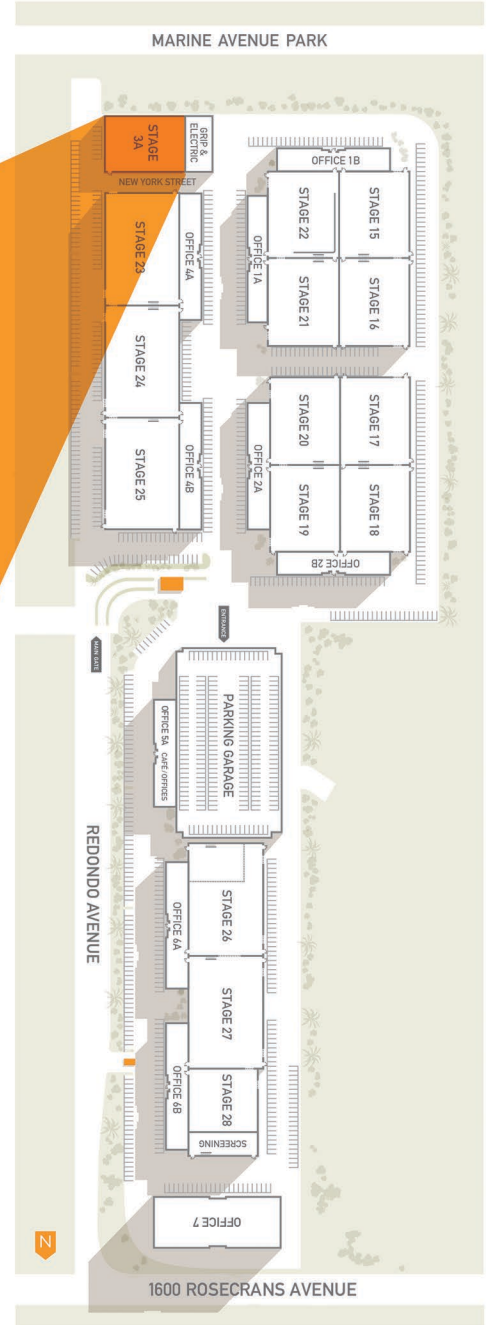 MARINE AVENUE PARK
STAGE
3A
GRIP &
ELECTRIC
NEW YORK STREET
OFFICE 1B
STAGE 23
OFFICE 4A
OFFICE 1A
STAGE 22
STAGE 15
STAGE 21
STAGE 16
STAGE 24
STAGE 25
OFFICE 4B
OFFICE 2A
STAGE 20
STAGE 17
STAGE 19
STAGE 18
OFFICE 2B
MAIN GATE
ENTRANCE
OFFICE 5A CAFÉ/OFFICES
PARKING GARAGE
REDONDO AVENUE
OFFICE 6A
STAGE 26
STAGE 27
OFFICE 6B
STAGE 28
SCREENING
OFFICE 7
N
1600 ROSECRANS AVENUE